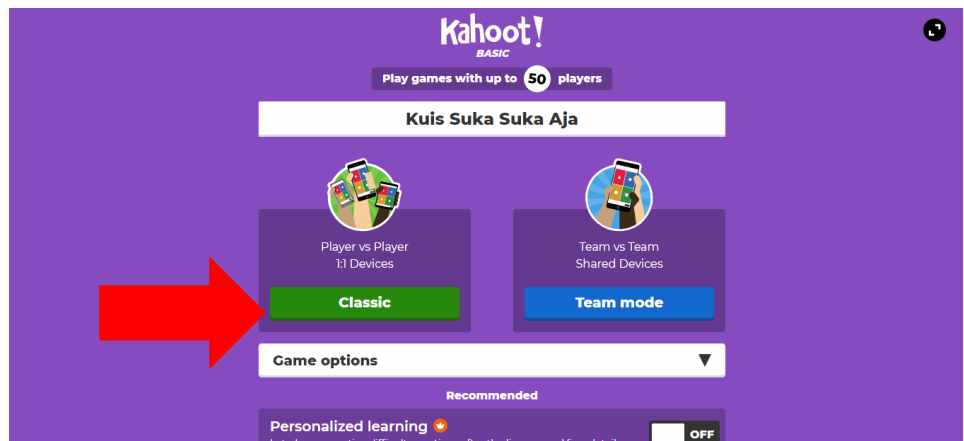 Kahoot!
BASIC
Play games with up to 50 players
Kuis Suka Suka Aja
Player vs Player
1:1 Devices
Classic
Team vs Team
Shared Devices
Team mode
Game options
Recommended
Personalized learning
OFF